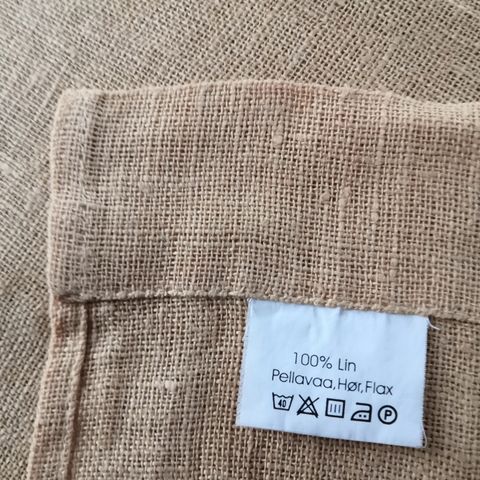 100% Lin
Pellavaa, Hør, Flax
40 P